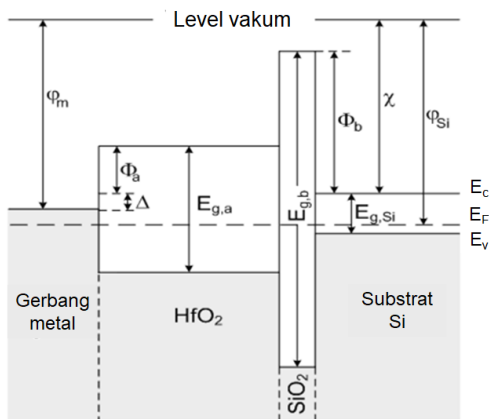 Level vakum
φm
χ
Φb
φSi
Φa
Δ
Eg,a
Eg,b
Eg,Si
Ec
EF
Ev
Gerbang
metal
HfO2
SiO2
Substrat
Si